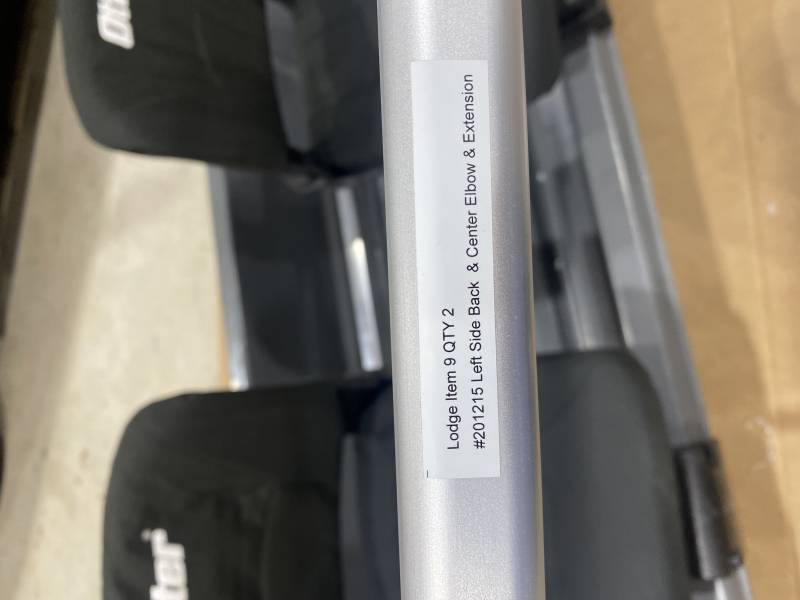 Lodge Item 9 QTY 2
#201215 Left Side Back & Center Elbow & Extension